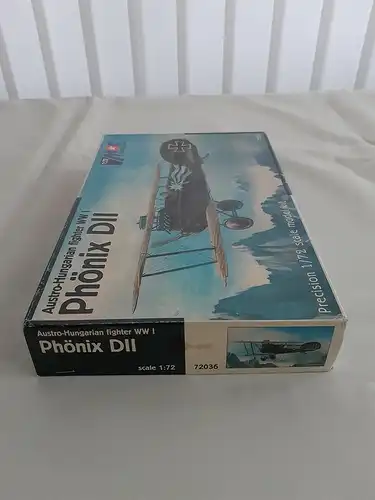 Austro-Hungarian fighter WW I
Phönix DII
Precision 1/72 scale model kit
Austro-Hungarian fighter WW I
Phönix DII
scale 1:72
72036